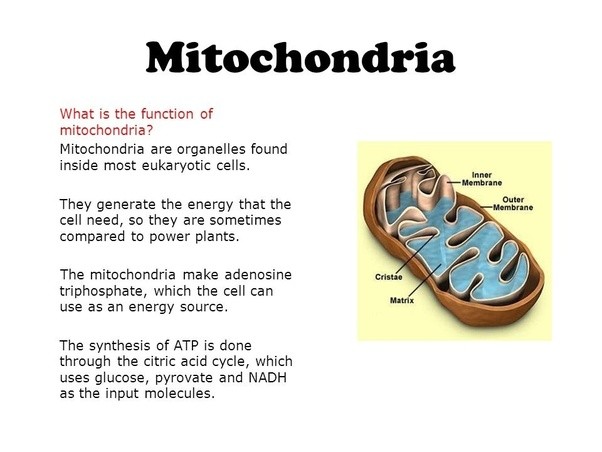 Mitochondria
What is the function of
mitochondria?
Mitochondria are organelles found
inside most eukaryotic cells.
They generate the energy that the
cell need, so they are sometimes
compared to power plants.
The mitochondria make adenosine
triphosphate, which the cell can
use as an energy source.
The synthesis of ATP is done
through the citric acid cycle, which
uses glucose, pyrovate and NADH
as the input molecules.
Inner
Membrane
Outer
Membrane
Cristae
Matrix